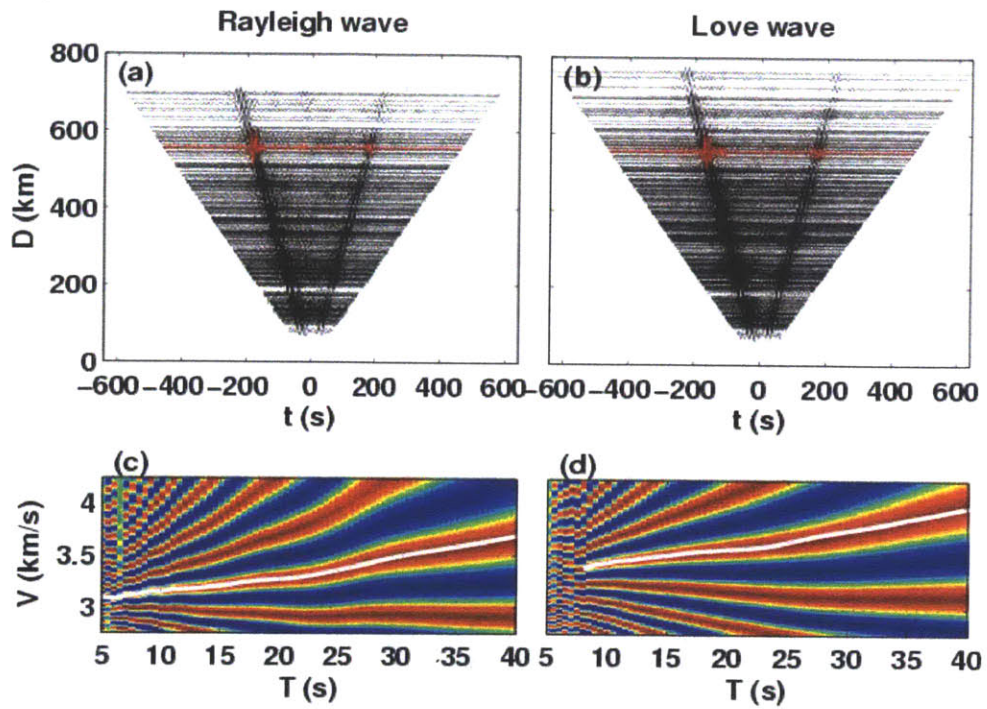 Rayleigh wave
Love wave
(a)
(b)
800
600
400
200
0
D (km)
−600 −400 −200 0 200 400 600
−600 −400 −200 0 200 400 600
t (s)
t (s)
(c)
(d)
4
3.5
3
V (km/s)
5 10 15 20 25 30 35 40
5 10 15 20 25 30 35 40
T (s)
T (s)